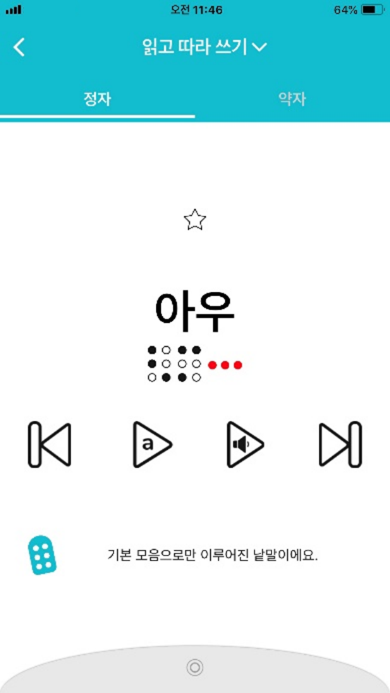 오전 11:46
64%
읽고 따라 쓰기
정자
약자
아우
a
기본 모음으로만 이루어진 낱말이에요.